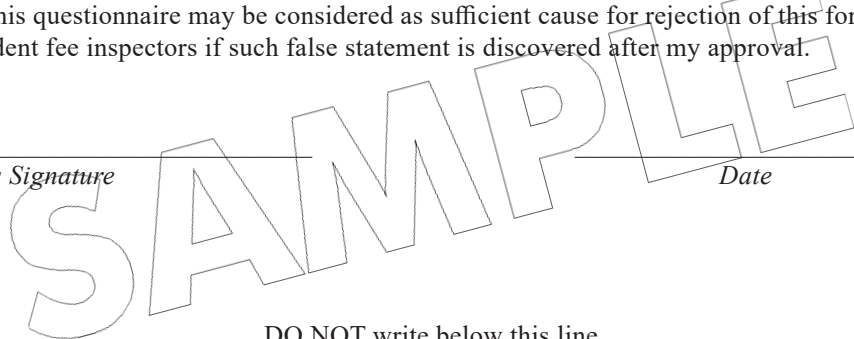 his questionnaire may be considered as sufficient cause for rejection of this for
dent fee inspectors if such false statement is discovered after my approval.
Signature
Date
SAMPLE
DO NOT write below this line